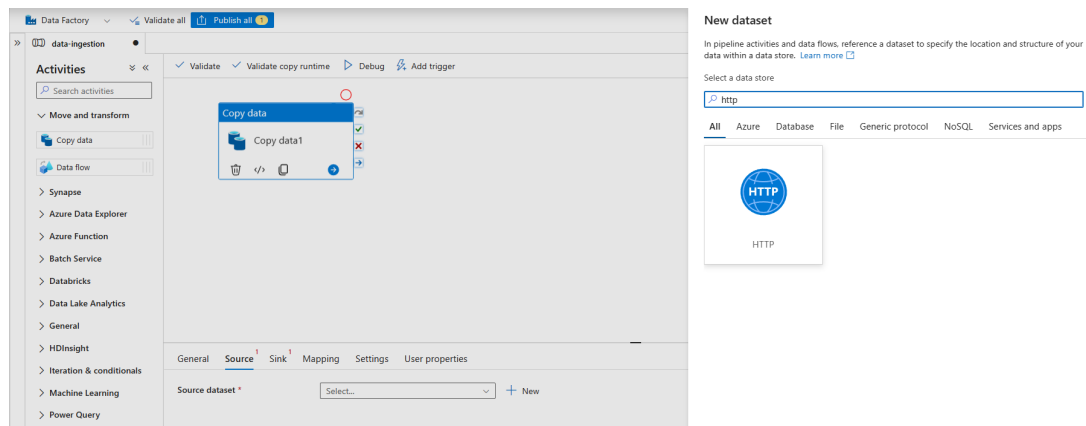 Data Factory
Validate all
Publish all 1
data-ingestion
Activities
Search activities
Move and transform
Copy data
Data flow
Synapse
Azure Data Explorer
Azure Function
Batch Service
Databricks
Data Lake Analytics
General
HDInsight
Iteration & conditionals
Machine Learning
Power Query
Validate Validate copy runtime Debug Add trigger
Copy data
Copy data1
General Source 1 Sink 1 Mapping Settings User properties
Source dataset * Select... New
New dataset
In pipeline activities and data flows, reference a dataset to specify the location and structure of your
data within a data store. Learn more
Select a data store
http
All Azure Database File Generic protocol NoSQL Services and apps
HTTP
HTTP